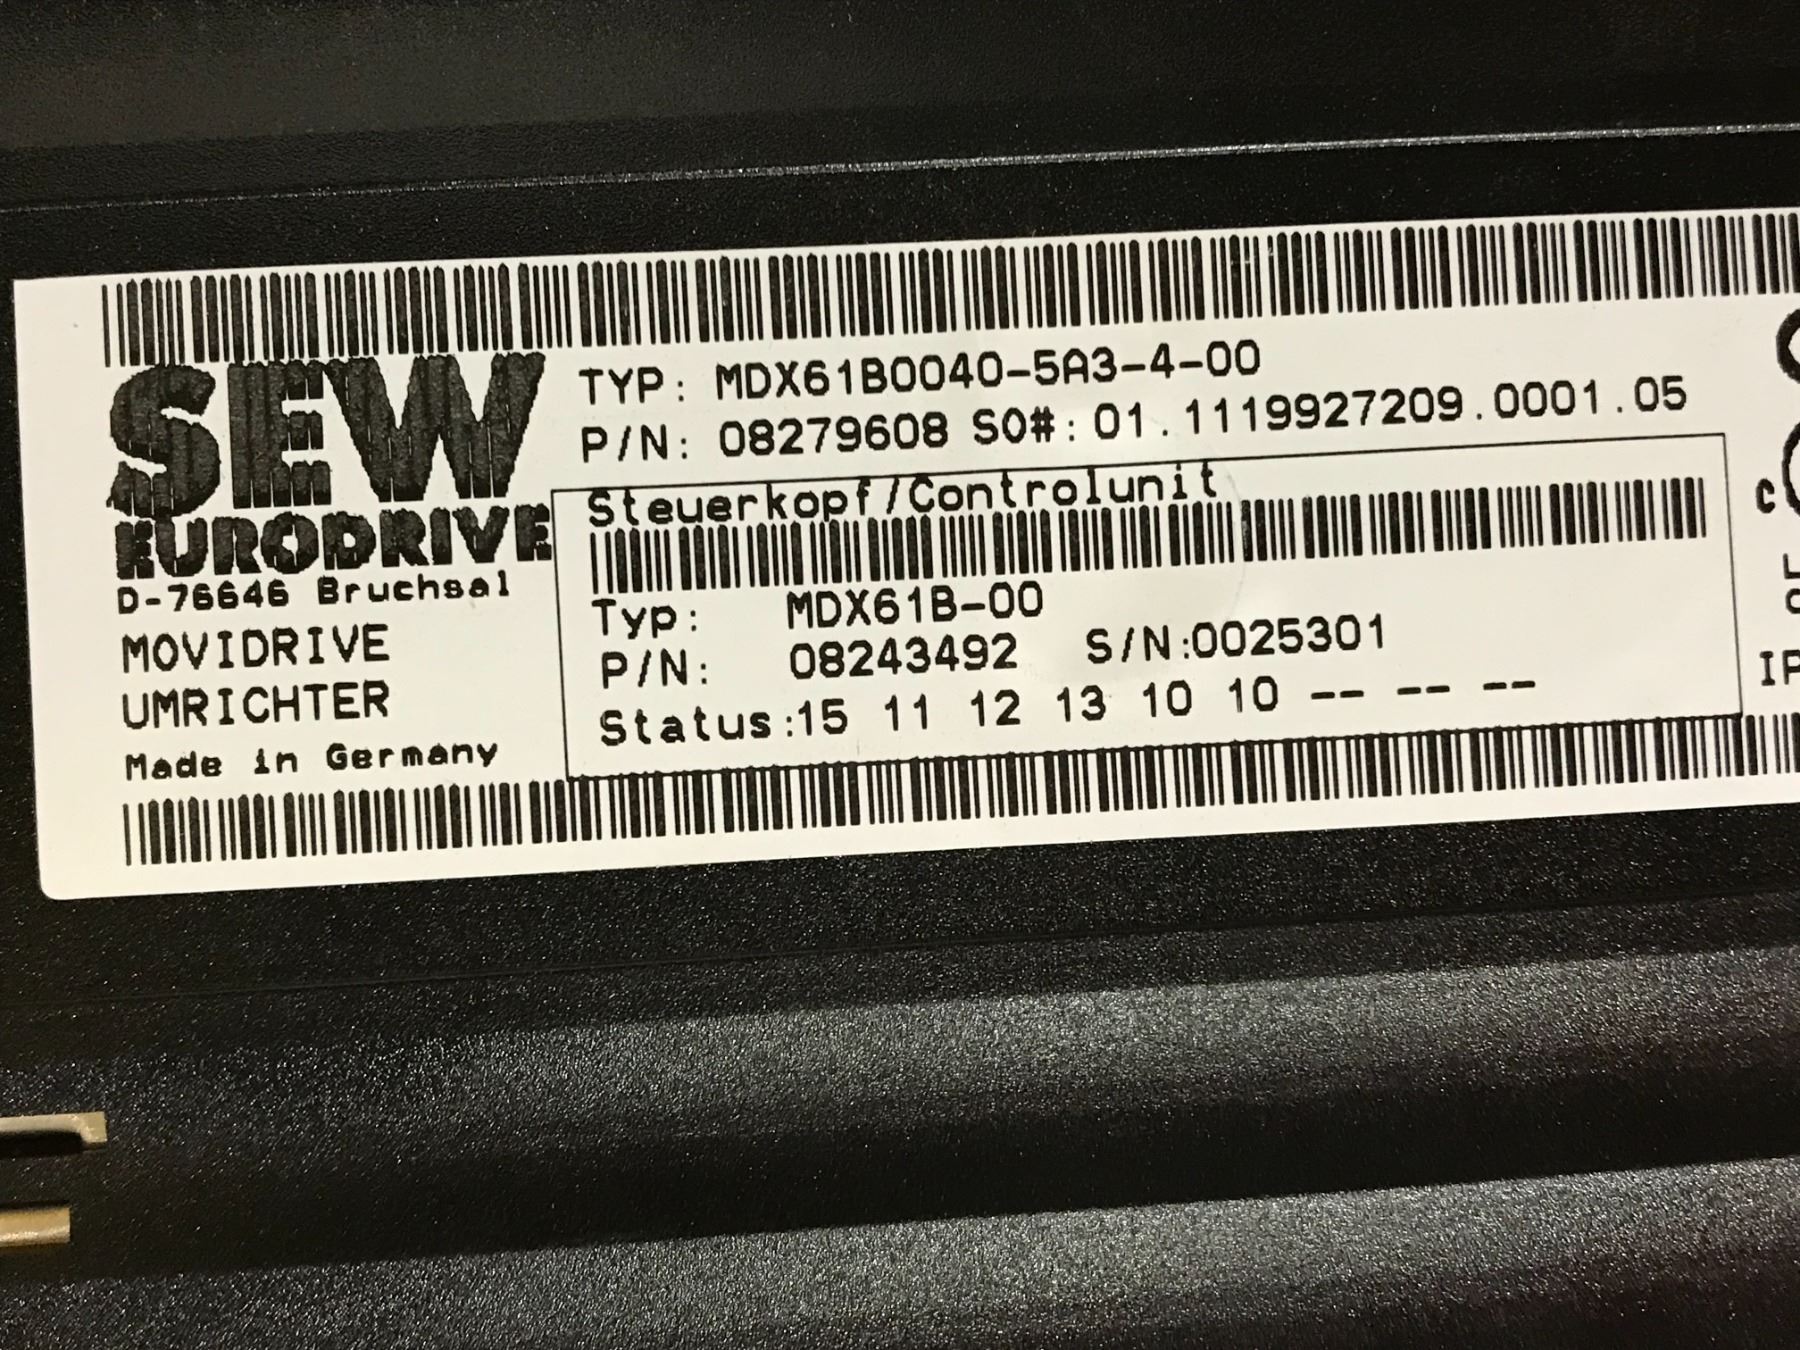 SEW
EURODRIVE
D-76646 Bruchsal
MOVIDRIVE
UMRICHTER
Made in Germany
TYP: MDX61B0040-5A3-4-00
P/N: 08279608 SO#: 01.1119927209.0001.05
Steuerkopf/Controlunit
Typ: MDX61B-00
P/N: 08243492 S/N:0025301
Status:15 11 12 13 10 10 -- -- --
IP